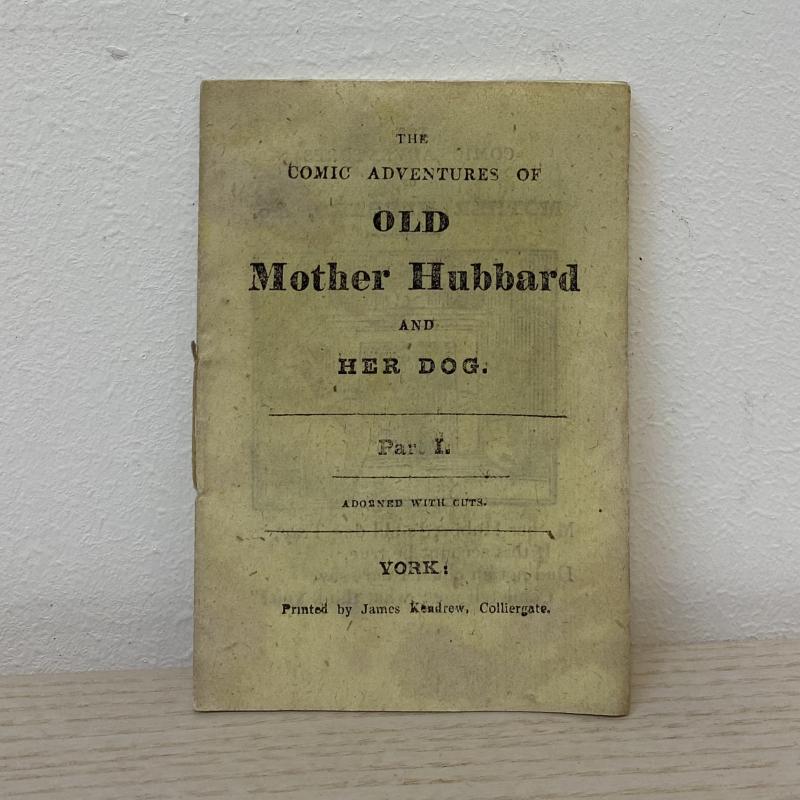 THE
COMIC ADVENTURES OF
OLD
Mother Hubbard
AND
HER DOG.
Part I.
ADORNED WITH CUTS.
YORK:
Printed by James Kendrew, Colliergate.